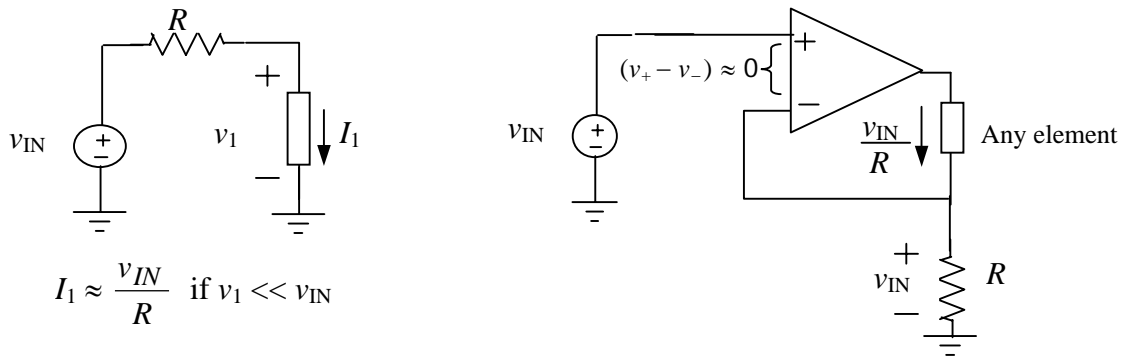 R
+
v₁
−
I₁
vIN
+
−
I₁ ≈ vIN / R if v₁ << vIN
vIN
+
−
(v₊ − v₋) ≈ 0
+
−
vIN / R
Any element
+
vIN
−
R